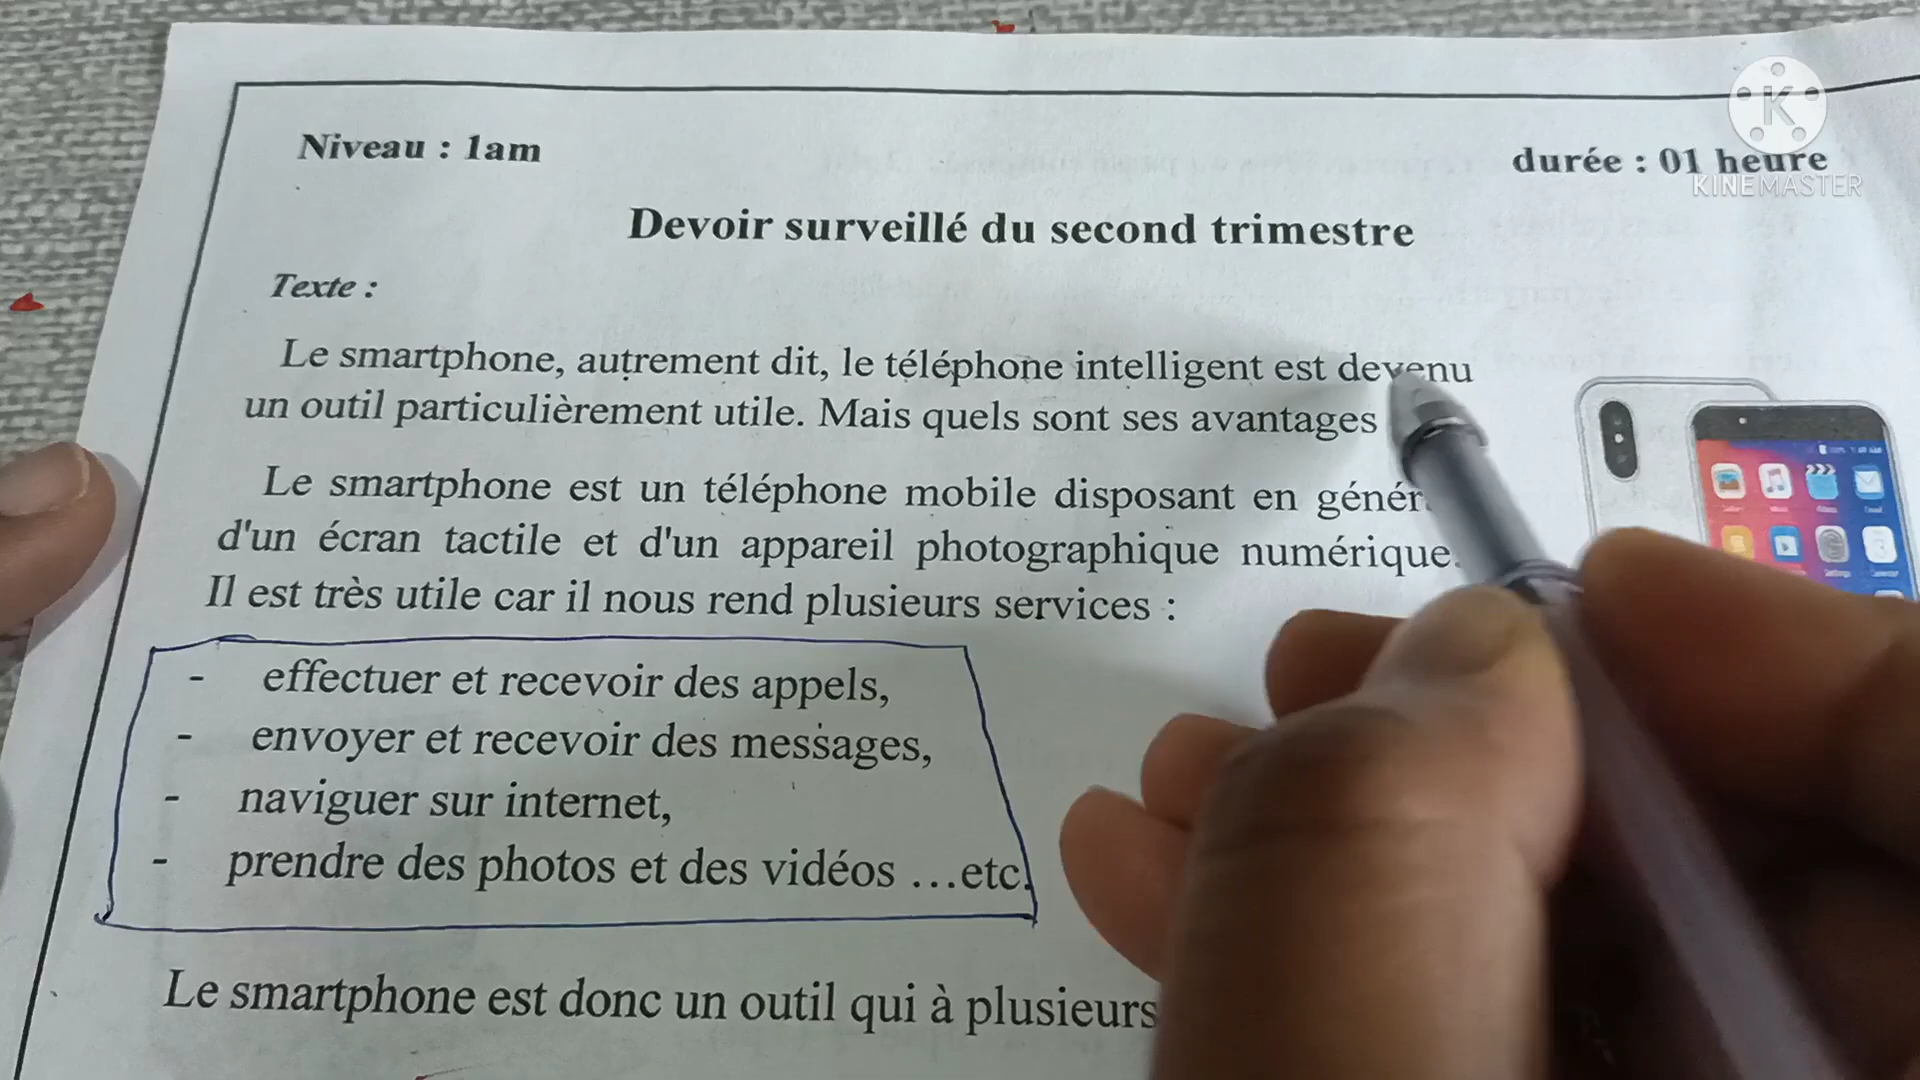 Niveau : 1am
durée : 01 heure
KINEMASTER
Devoir surveillé du second trimestre
Texte :
Le smartphone, autrement dit, le téléphone intelligent est devenu
un outil particulièrement utile. Mais quels sont ses avantages
Le smartphone est un téléphone mobile disposant en génér
d'un écran tactile et d'un appareil photographique numérique.
Il est très utile car il nous rend plusieurs services :
- effectuer et recevoir des appels,
- envoyer et recevoir des messages,
- naviguer sur internet,
- prendre des photos et des vidéos ...etc.
Le smartphone est donc un outil qui à plusieurs